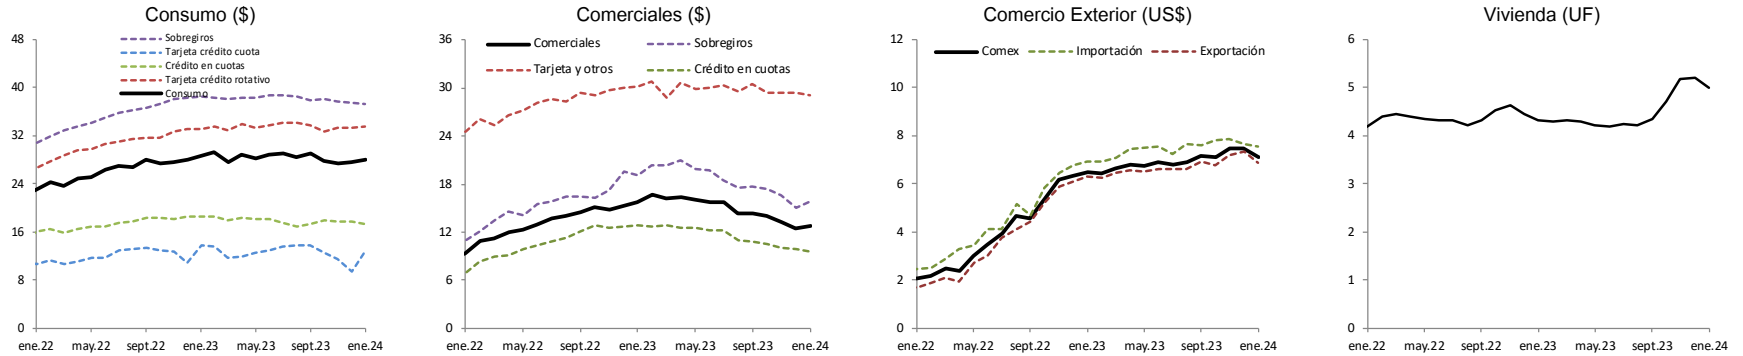 Consumo ($)
48
40
32
24
16
8
0
Sobregiros
Tarjeta crédito cuota
Crédito en cuotas
Tarjeta crédito rotativo
Consumo
ene.22 may.22 sept.22 ene.23 may.23 sept.23 ene.24
Comerciales ($)
36
30
24
18
12
6
0
Comerciales Sobregiros
Tarjeta y otros Crédito en cuotas
ene.22 may.22 sept.22 ene.23 may.23 sept.23 ene.24
Comercio Exterior (US$)
12
10
8
6
4
2
0
Comex Importación Exportación
ene.22 may.22 sept.22 ene.23 may.23 sept.23 ene.24
Vivienda (UF)
6
5
4
3
2
1
0
ene.22 may.22 sept.22 ene.23 may.23 sept.23 ene.24